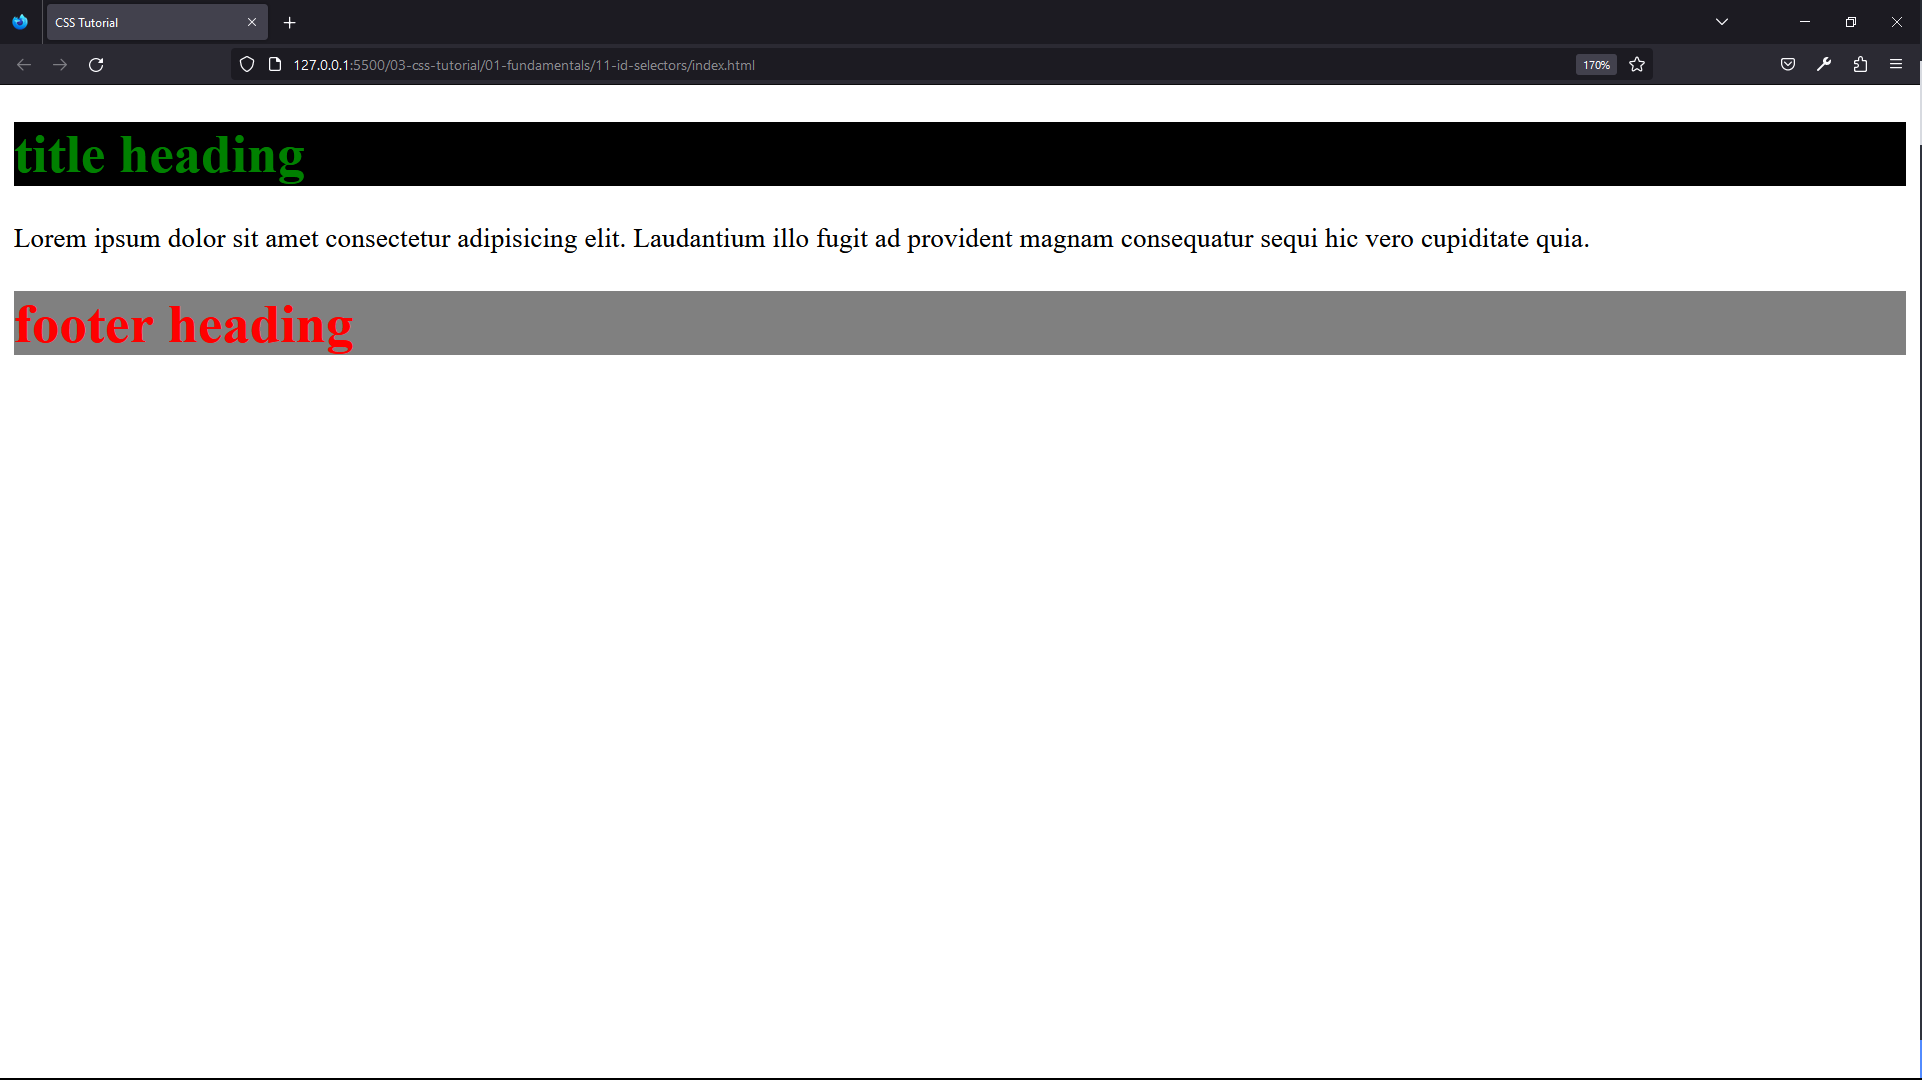 CSS Tutorial
127.0.0.1:5500/03-css-tutorial/01-fundamentals/11-id-selectors/index.html
170%
title heading
Lorem ipsum dolor sit amet consectetur adipisicing elit. Laudantium illo fugit ad provident magnam consequatur sequi hic vero cupiditate quia.
footer heading